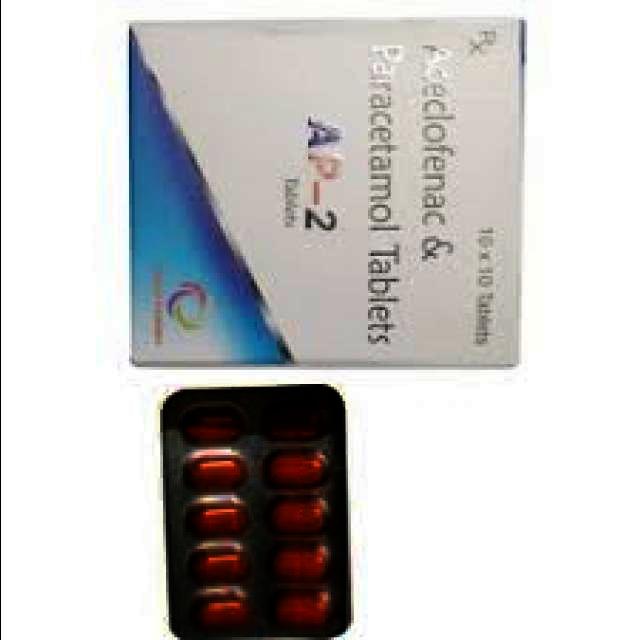 Rx
10 x 10 Tablets
Aceclofenac &
Paracetamol Tablets
AP-2
Tablets